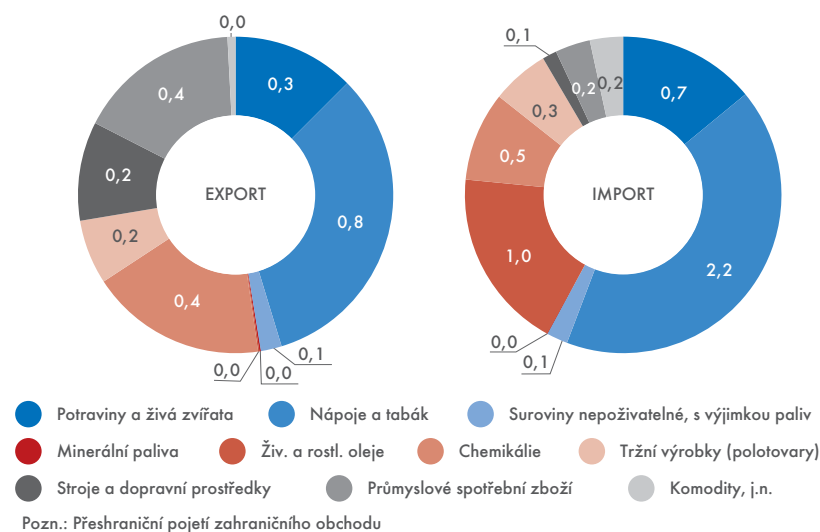 0,0
0,3
0,4
0,2
EXPORT
0,8
0,2
0,4
0,1
0,0
0,0
0,1
0,2
0,2
0,7
0,3
0,5
IMPORT
1,0
2,2
0,0
0,1
Potraviny a živá zvířata
Nápoje a tabák
Suroviny nepoživatelné, s výjimkou paliv
Minerální paliva
Živ. a rostl. oleje
Chemikálie
Tržní výrobky (polotovary)
Stroje a dopravní prostředky
Průmyslové spotřební zboží
Komodity, j.n.
Pozn.: Přeshraniční pojetí zahraničního obchodu